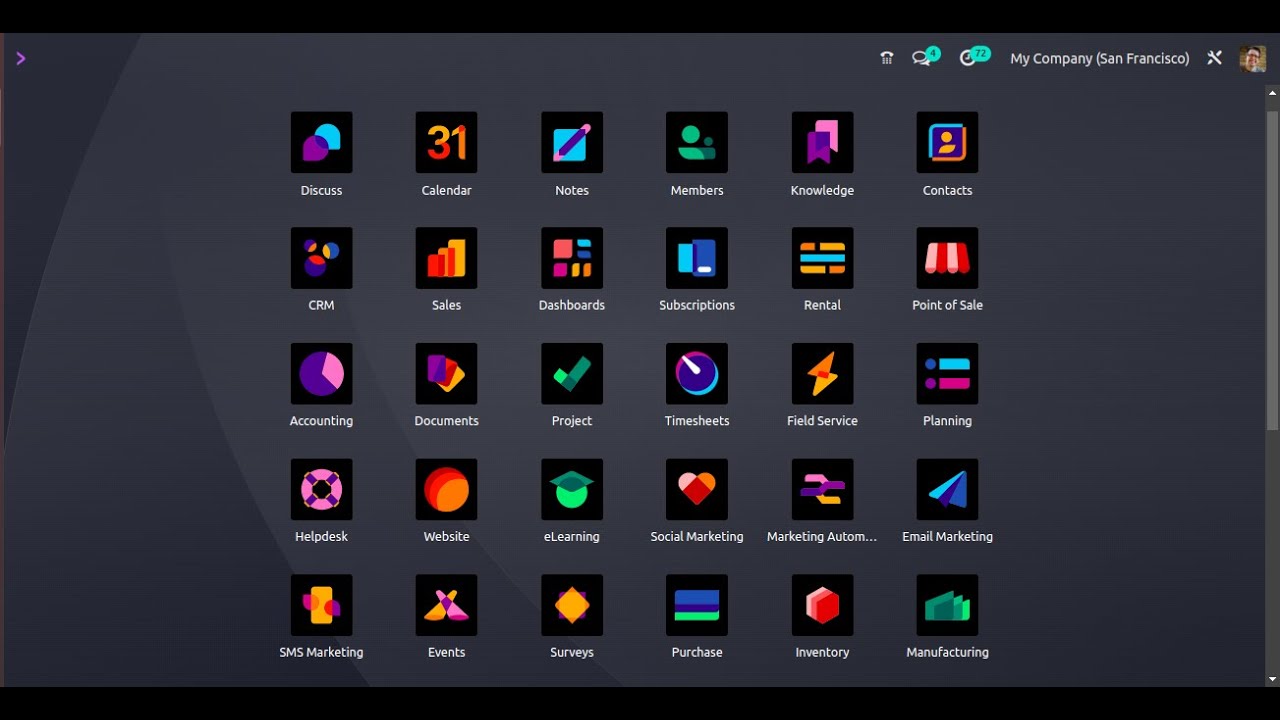 4 72 My Company (San Francisco)
31
Discuss Calendar Notes Members Knowledge Contacts
CRM Sales Dashboards Subscriptions Rental Point of Sale
Accounting Documents Project Timesheets Field Service Planning
Helpdesk Website eLearning Social Marketing Marketing Autom... Email Marketing
SMS Marketing Events Surveys Purchase Inventory Manufacturing